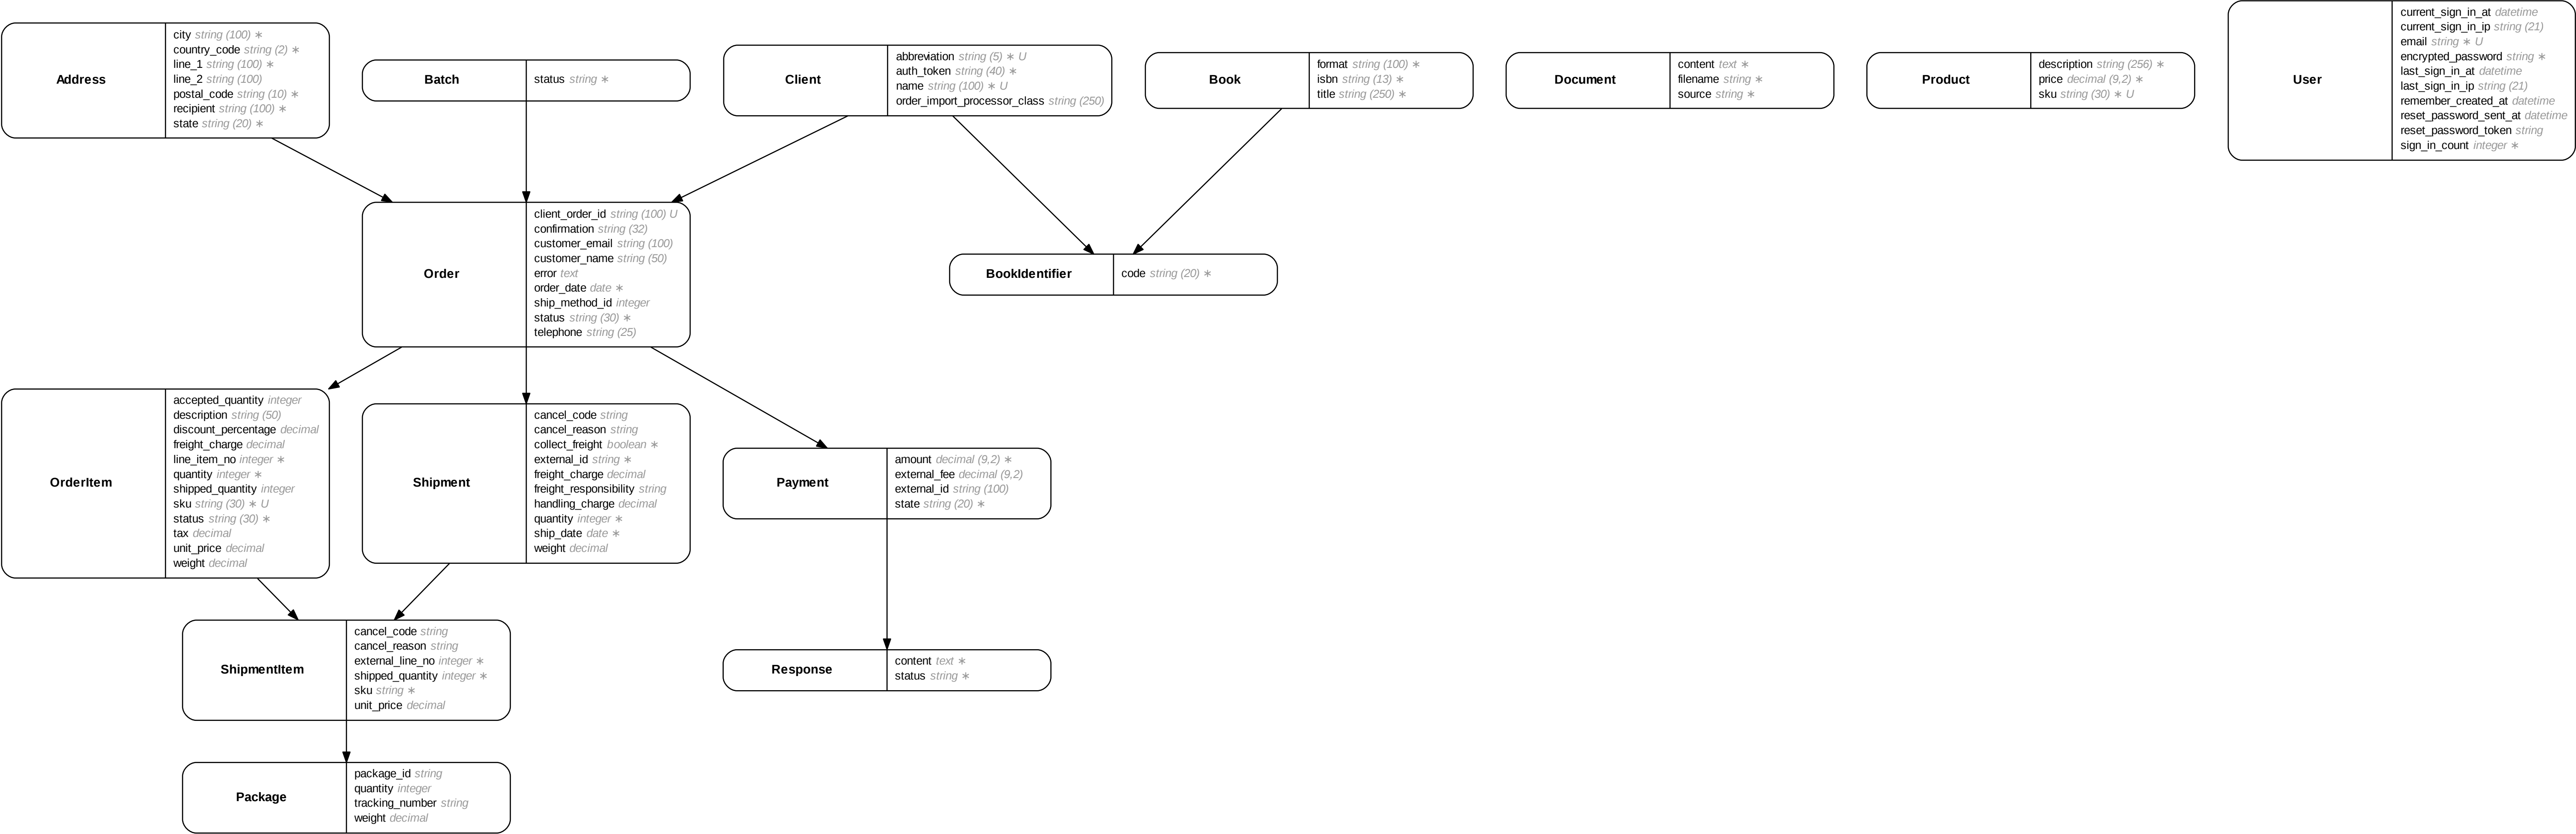 Address
city string (100) ∗
country_code string (2) ∗
line_1 string (100) ∗
line_2 string (100)
postal_code string (10) ∗
recipient string (100) ∗
state string (20) ∗
Batch
status string ∗
Client
abbreviation string (5) ∗ U
auth_token string (40) ∗
name string (100) ∗ U
order_import_processor_class string (250)
Book
format string (100) ∗
isbn string (13) ∗
title string (250) ∗
Document
content text ∗
filename string ∗
source string ∗
Product
description string (256) ∗
price decimal (9,2) ∗
sku string (30) ∗ U
User
current_sign_in_at datetime
current_sign_in_ip string (21)
email string ∗ U
encrypted_password string ∗
last_sign_in_at datetime
last_sign_in_ip string (21)
remember_created_at datetime
reset_password_sent_at datetime
reset_password_token string
sign_in_count integer ∗
Order
client_order_id string (100) U
confirmation string (32)
customer_email string (100)
customer_name string (50)
error text
order_date date ∗
ship_method_id integer
status string (30) ∗
telephone string (25)
BookIdentifier
code string (20) ∗
OrderItem
accepted_quantity integer
description string (50)
discount_percentage decimal
freight_charge decimal
line_item_no integer ∗
quantity integer ∗
shipped_quantity integer
sku string (30) ∗ U
status string (30) ∗
tax decimal
unit_price decimal
weight decimal
Shipment
cancel_code string
cancel_reason string
collect_freight boolean ∗
external_id string ∗
freight_charge decimal
freight_responsibility string
handling_charge decimal
quantity integer ∗
ship_date date ∗
weight decimal
Payment
amount decimal (9,2) ∗
external_fee decimal (9,2)
external_id string (100)
state string (20) ∗
ShipmentItem
cancel_code string
cancel_reason string
external_line_no integer ∗
shipped_quantity integer ∗
sku string ∗
unit_price decimal
Response
content text ∗
status string ∗
Package
package_id string
quantity integer
tracking_number string
weight decimal